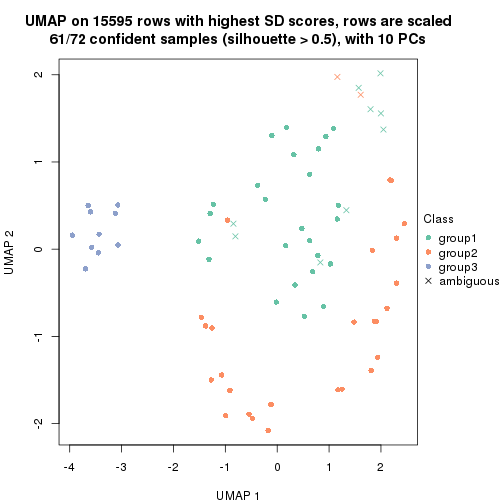 UMAP on 15595 rows with highest SD scores, rows are scaled
61/72 confident samples (silhouette > 0.5), with 10 PCs
2
1
0
-1
-2
UMAP 2
-4
-3
-2
-1
0
1
2
UMAP 1
Class
group1
group2
group3
ambiguous